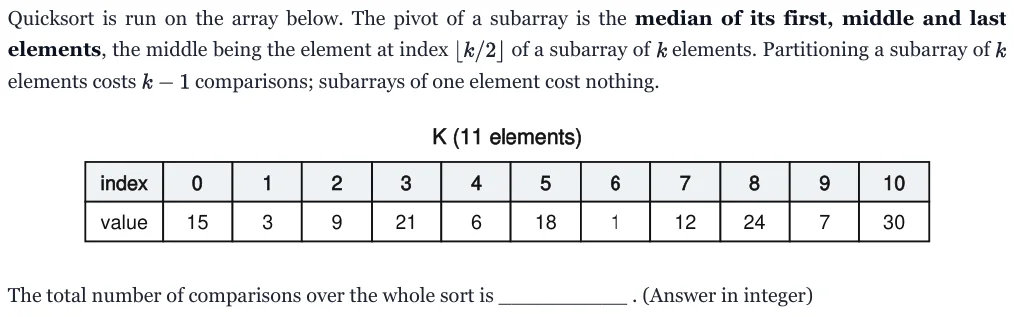 Quicksort is run on the array below. The pivot of a subarray is the median of its first, middle and last
elements, the middle being the element at index ⌊k/2⌋ of a subarray of k elements. Partitioning a subarray of k
elements costs k − 1 comparisons; subarrays of one element cost nothing.
K (11 elements)
index 0 1 2 3 4 5 6 7 8 9 10
value 15 3 9 21 6 18 1 12 24 7 30
The total number of comparisons over the whole sort is ____________ . (Answer in integer)